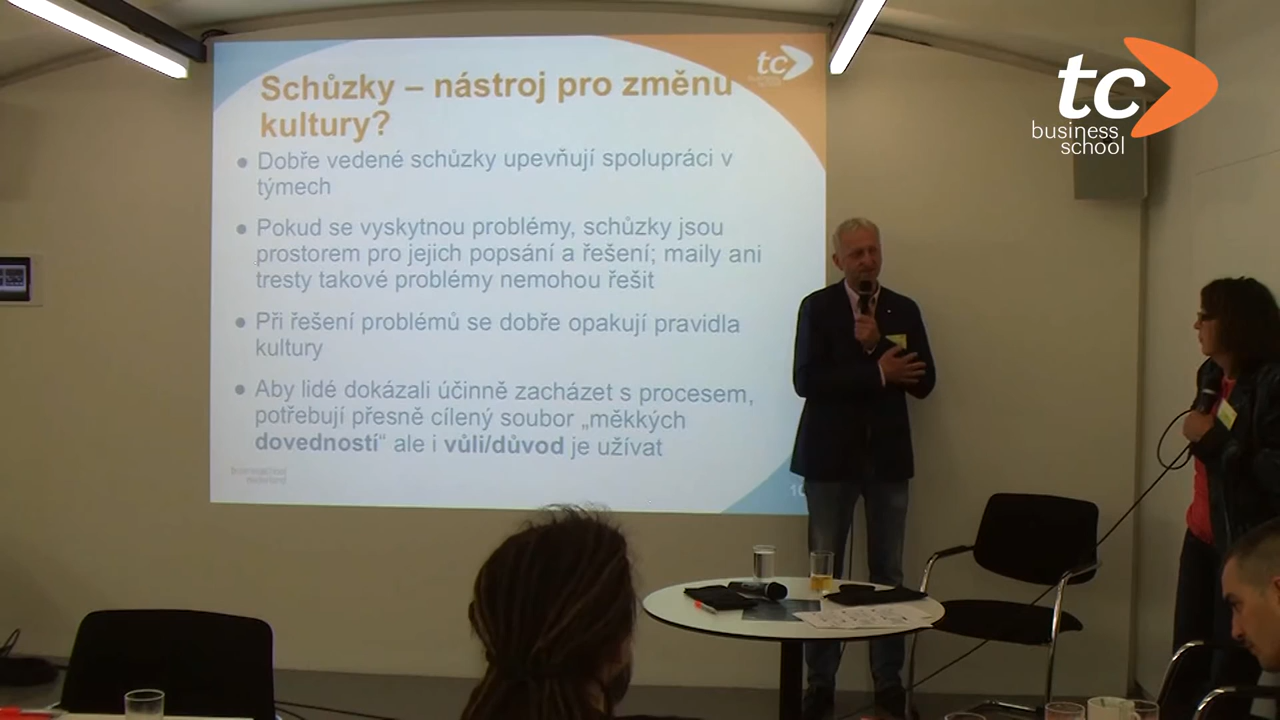 tc
business
school
tc
Schůzky – nástroj pro změnu
kultury?
● Dobře vedené schůzky upevňují spolupráci v
týmech
● Pokud se vyskytnou problémy, schůzky jsou
prostorem pro jejich popsání a řešení; maily ani
tresty takové problémy nemohou řešit
● Při řešení problémů se dobře opakují pravidla
kultury
● Aby lidé dokázali účinně zacházet s procesem,
potřebují přesně cílený soubor „měkkých
dovedností“ ale i vůli/důvod je užívat